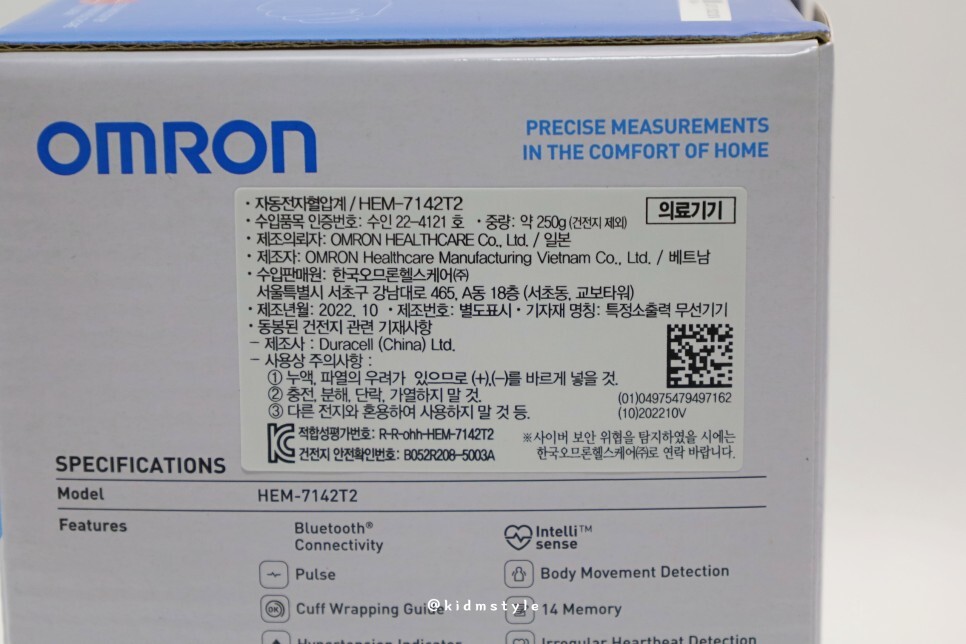 OMRON
PRECISE MEASUREMENTS
IN THE COMFORT OF HOME
• 자동전자혈압계 / HEM-7142T2
의료기기
• 수입품목 인증번호: 수인 22-4121 호 • 중량: 약 250g (건전지 제외)
• 제조의뢰자: OMRON HEALTHCARE Co., Ltd. / 일본
• 제조자: OMRON Healthcare Manufacturing Vietnam Co., Ltd. / 베트남
• 수입판매원: 한국오므론헬스케어㈜
서울특별시 서초구 강남대로 465, A동 18층 (서초동, 교보타워)
• 제조년월: 2022. 10 • 제조번호: 별도표시 • 기자재 명칭: 특정소출력 무선기기
• 동봉된 건전지 관련 기재사항
– 제조사 : Duracell (China) Ltd.
– 사용상 주의사항 :
① 누액, 파열의 우려가 있으므로 (+),(–)를 바르게 넣을 것.
② 충전, 분해, 단락, 가열하지 말 것.
③ 다른 전지와 혼용하여 사용하지 말 것 등.
(01)04975479497162
(10)202210V
적합성평가번호: R-R-ohh-HEM-7142T2
건전지 안전확인번호: B052R208-5003A
※사이버 보안 위협을 탐지하였을 시에는
한국오므론헬스케어㈜로 연락 바랍니다.
SPECIFICATIONS
Model HEM-7142T2
Features Bluetooth® Connectivity
Intelli™ sense
Pulse
Body Movement Detection
Cuff Wrapping Guide
14 Memory
@kidmstyle
Hypertension Indicator
Irregular Heartbeat Detection